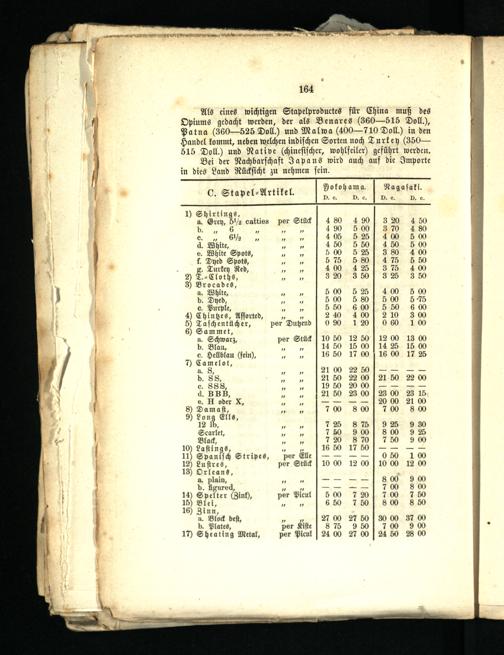 164
Als eines wichtigen Stapelproductes für China muß des
Opiums gedacht werden, der als Benares (360—515 Doll.),
Patna (360—525 Doll.) und Malwa (400—710 Doll.) in den
Handel kommt, neben welchen indischen Sorten noch Turkey (350—
515 Doll.) und Native (chinesischer, wohlfeiler) geführt werden.
Bei der Nachbarschaft Japans wird auch auf die Importe
in dies Land Rücksicht zu nehmen sein.
C. Stapel-Artikel. Yokohama. Nagasaki.
D. c. D. c. D. c. D. c.
1) Shirtings,
a. Grey, 5½ catties per Stück 4 80 4 90 3 20 4 50
b. „ 6 „ „ „ 4 90 5 00 3 70 4 80
c. „ 6½ „ „ „ 4 05 5 25 4 00 5 00
d. White, „ „ 4 50 5 50 4 50 5 00
e. White Spots, „ „ 5 00 5 25 3 80 4 00
f. Dyed Spots, „ „ 5 75 5 80 4 75 5 50
g. Turkey Red, „ „ 4 00 4 25 3 75 4 00
2) T.-Cloths, „ „ 3 20 3 50 3 25 3 50
3) Brocades,
a. White, „ „ 5 00 5 25 4 00 5 00
b. Dyed, „ „ 5 00 5 80 5 00 5 75
c. Purple, „ „ 5 50 6 00 5 50 6 00
4) Chintzes, Assorted, „ „ 2 40 4 00 2 10 3 00
5) Taschentücher, per Dutzend 0 90 1 20 0 60 1 00
6) Sammet,
a. Schwarz, per Stück 10 50 12 50 12 00 13 00
b. Blau, „ „ 14 50 15 00 14 25 15 00
c. Hellblau (fein), „ „ 16 50 17 00 16 00 17 25
7) Camelot,
a. S, „ „ 21 00 22 50 — — — —
b. SS, „ „ 21 50 22 00 21 50 22 00
c. SSS, „ „ 19 50 20 00 — — — —
d. BBB, „ „ 21 50 23 00 23 00 23 15
e. H oder X, „ „ — — — — 20 00 21 00
8) Damast, „ „ 7 00 8 00 7 00 8 00
9) Long Ells,
12 lb. „ „ 7 25 8 75 9 25 9 30
Scarlet, „ „ 7 50 9 00 8 00 9 25
Black, „ „ 7 20 8 70 7 50 9 00
10) Lastings, „ „ 16 50 17 50 — — — —
11) Spanisch Stripes, per Elle — — — — 0 50 1 00
12) Lustres, per Stück 10 00 12 00 10 00 12 00
13) Orleans,
a. plain, „ „ — — — — 8 00 9 00
b. figured, „ „ — — — — 7 00 8 00
14) Spelter (Zink), per Picul 5 00 7 20 7 00 7 50
15) Blei, „ „ 6 50 7 50 8 00 8 50
16) Zinn,
a. Block best, „ „ 27 00 27 50 30 00 37 00
b. Plates, per Kiste 8 75 9 50 7 00 9 00
17) Sheating Metal, per Picul 24 00 27 00 24 50 28 00